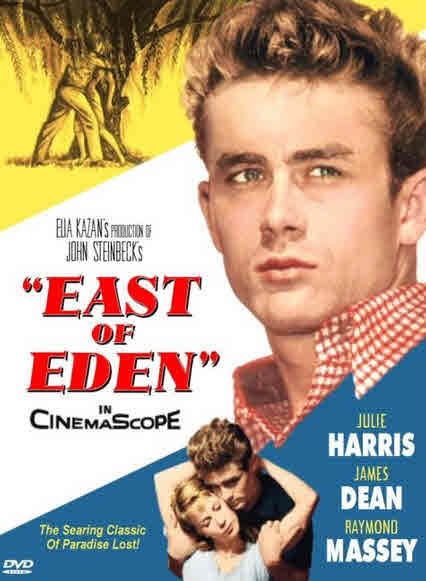 ELIA KAZAN'S PRODUCTION OF
JOHN STEINBECK'S
"EAST
OF
EDEN"
IN
CINEMASCOPE
JULIE
HARRIS
JAMES
DEAN
RAYMOND
MASSEY
The Searing Classic
Of Paradise Lost!
DVD